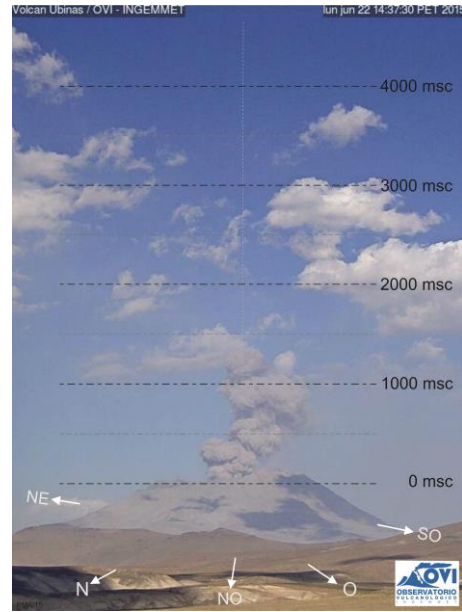 Volcan Ubinas / OVI - INGEMMET
lun jun 22 14:37:30 PET 2015
4000 msc
3000 msc
2000 msc
1000 msc
0 msc
NE
SO
N
NO
O
OVI
OBSERVATORIO
VULCANOLÓGICO